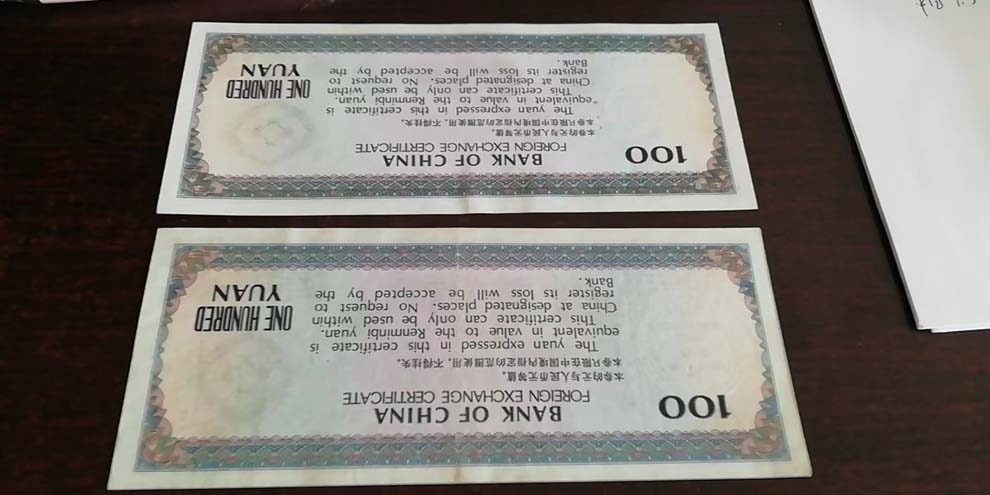 100
BANK OF CHINA
FOREIGN EXCHANGE CERTIFICATE
本券的元与人民币元等值。
本券只限在中国境内指定的范围使用,不得挂失。
The yuan expressed in this certificate is
equivalent in value to the Renminbi yuan.
This certificate can only be used within
China at designated places. No request to
register its loss will be accepted by the
Bank.
ONE HUNDRED
YUAN
100
BANK OF CHINA
FOREIGN EXCHANGE CERTIFICATE
本券的元与人民币元等值。
本券只限在中国境内指定的范围使用,不得挂失。
The yuan expressed in this certificate is
equivalent in value to the Renminbi yuan.
This certificate can only be used within
China at designated places. No request to
register its loss will be accepted by the
Bank.
ONE HUNDRED
YUAN